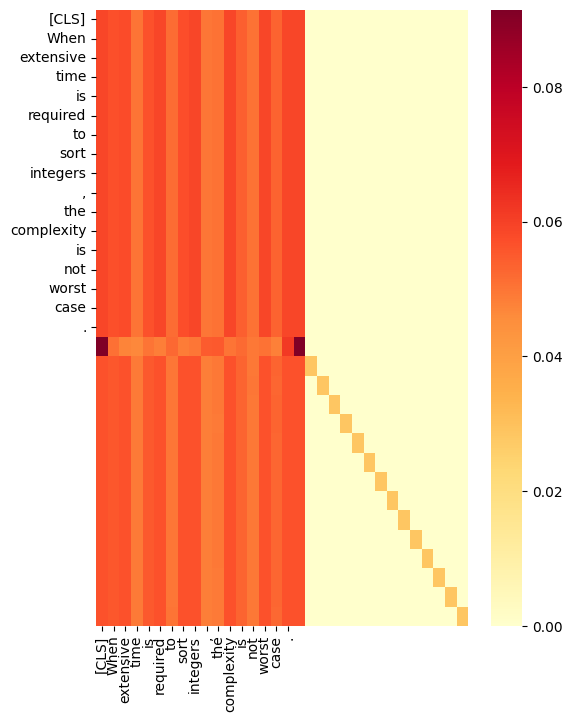 [CLS]
When
extensive
time
is
required
to
sort
integers
,
the
complexity
is
not
worst
case
.
0.08
0.06
0.04
0.02
0.00
[CLS]
When
extensive
time
is
required
to
sort
integers
,
the
complexity
is
not
worst
case
.